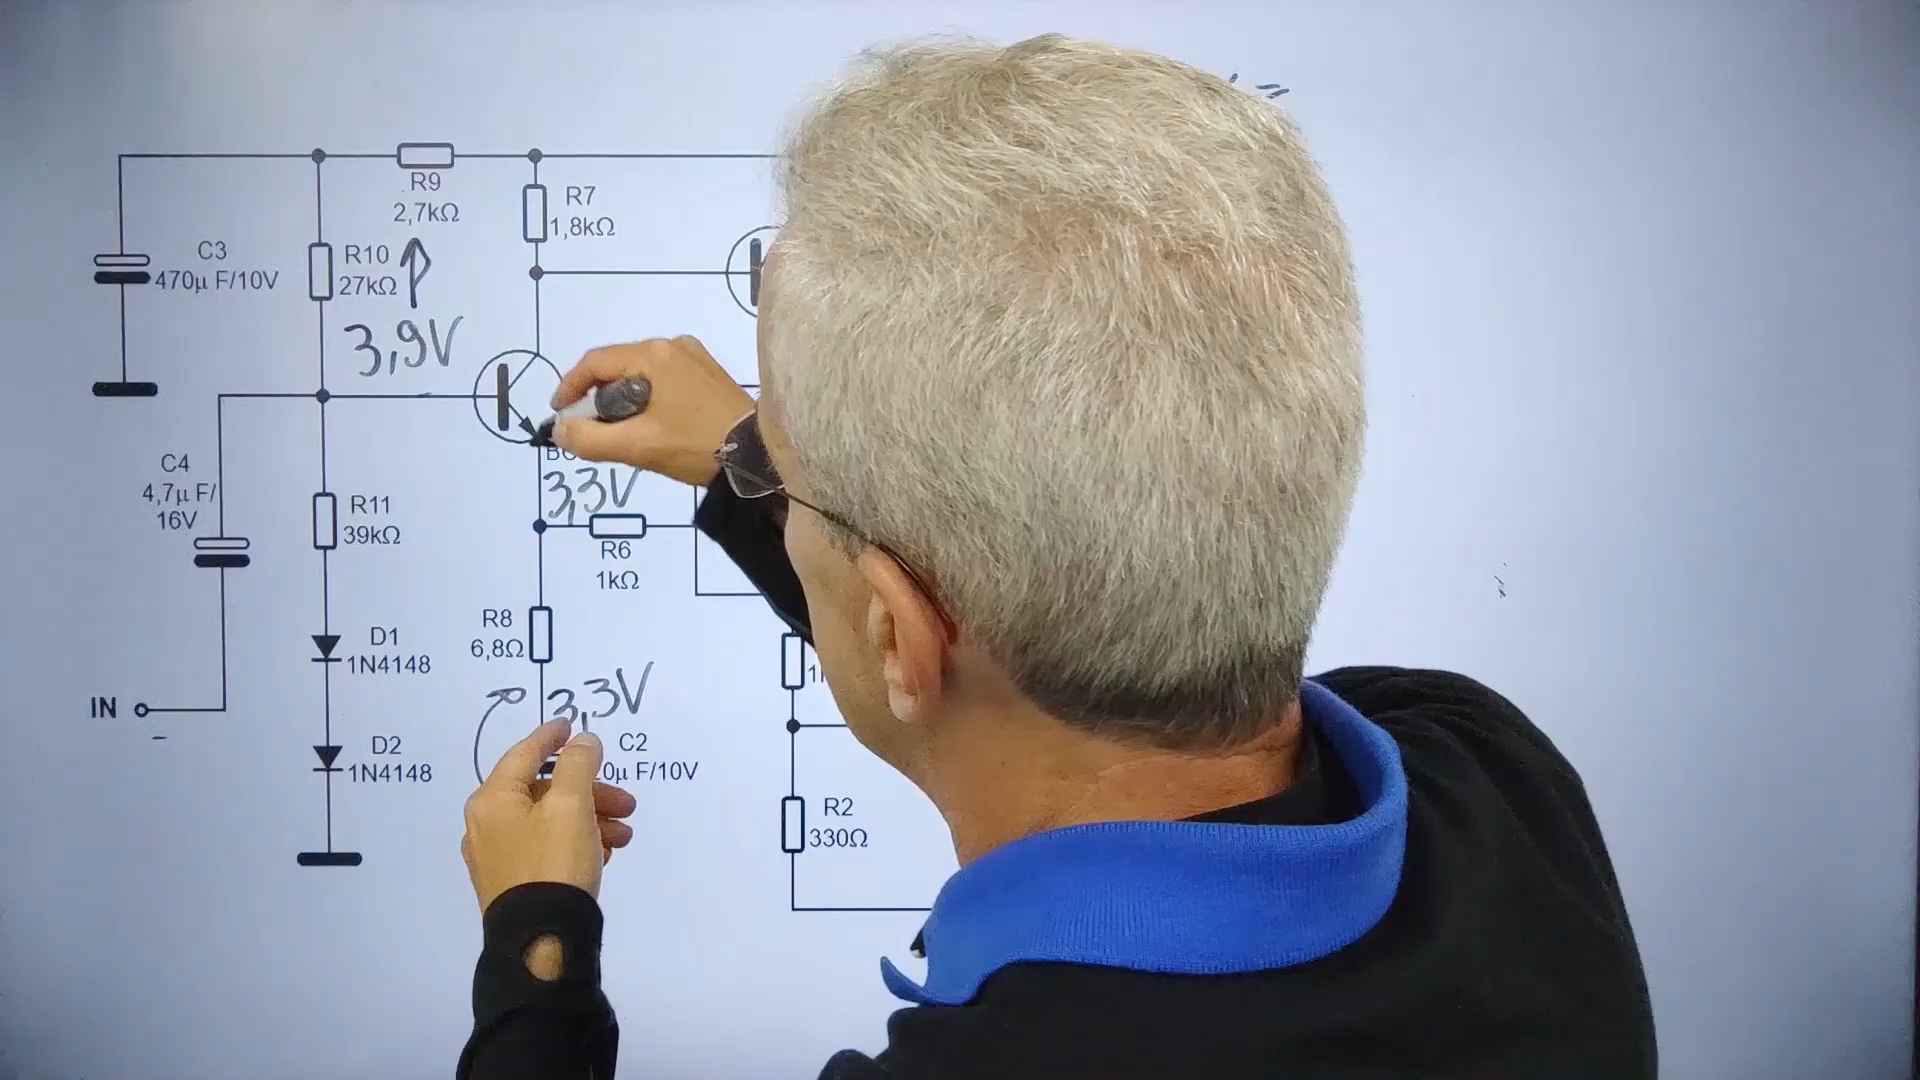 R9
2,7kΩ
R7
1,8kΩ
C3
470μ F/10V
R10
27kΩ
3,9V
C4
4,7μ F/
16V
3,3V
R11
39kΩ
R6
1kΩ
R8
6,8Ω
D1
1N4148
3,3V
IN
C2
D2
1N4148
R2
330Ω